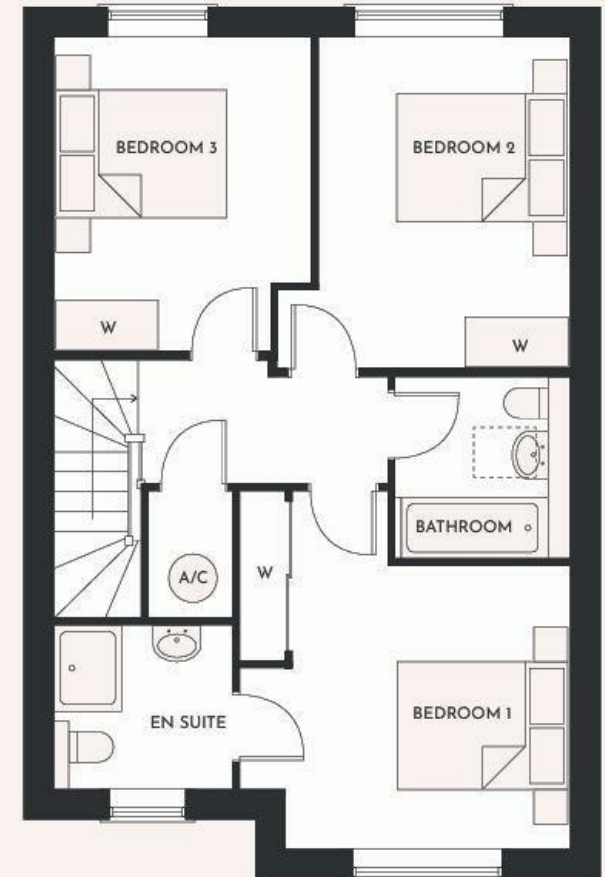 BEDROOM 3
BEDROOM 2
W
W
BATHROOM
A/C
W
EN SUITE
BEDROOM 1